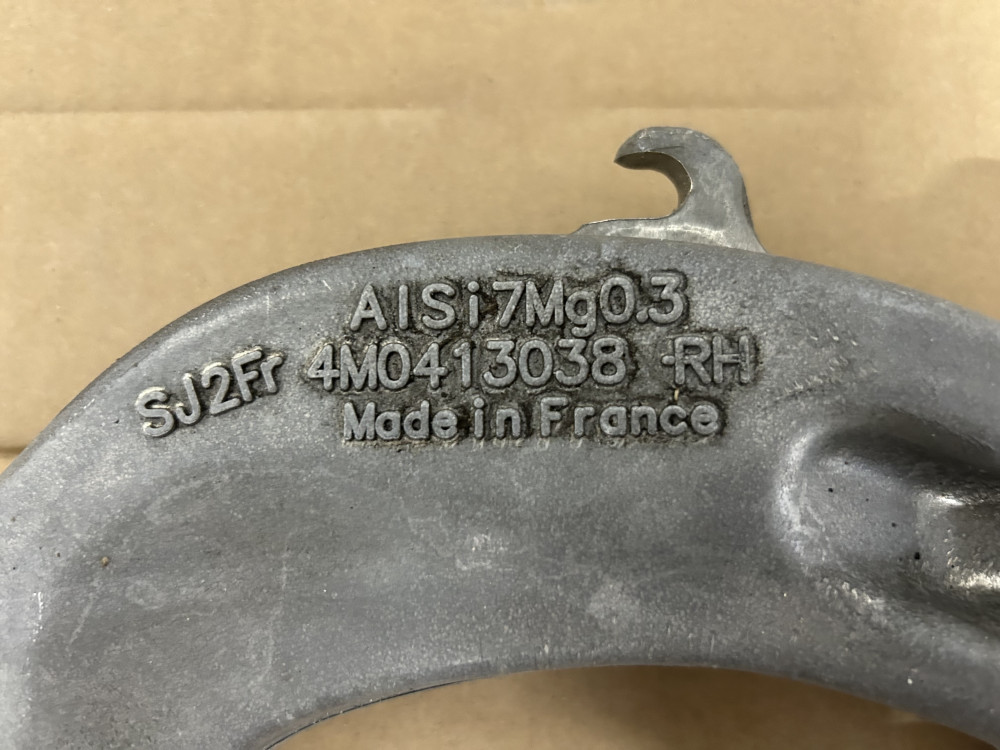 AlSi7Mg0.3
SJ2Fr 4M0413038 RH
Made in France